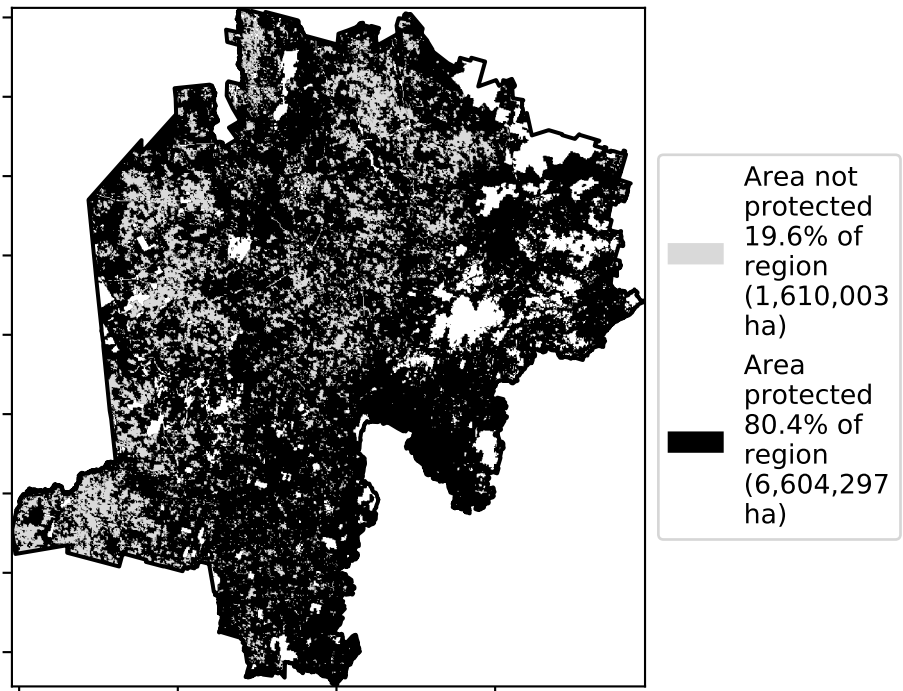 Area not
protected
19.6% of
region
(1,610,003
ha)
Area
protected
80.4% of
region
(6,604,297
ha)